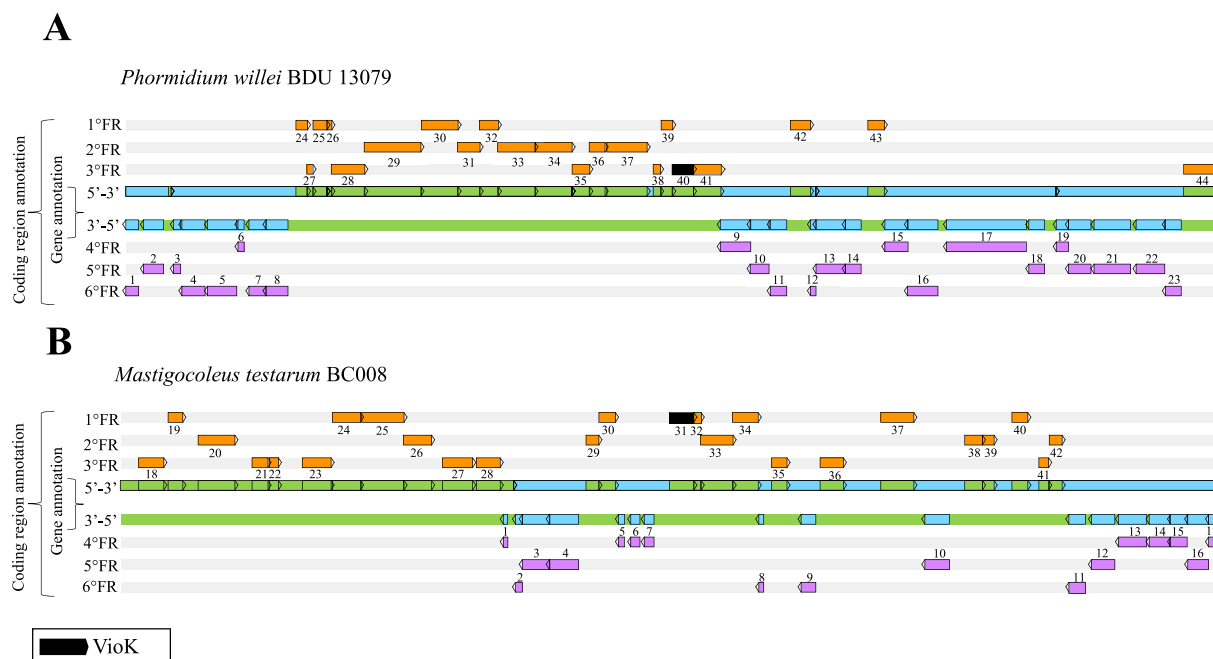 A
Phormidium willei BDU 13079
Coding region annotation
Gene annotation
1°FR 24 25 26 30 32 39 42 43
2°FR 29 31 33 34 36 37
3°FR 27 28 35 38 40 41 44
5’-3’
3’-5’
4°FR 6 9 15 17 19
5°FR 2 3 10 13 14 18 20 21 22
6°FR 1 4 5 7 8 11 12 16 23
B
Mastigocoleus testarum BC008
Coding region annotation
Gene annotation
1°FR 19 24 25 30 31 32 34 37 40
2°FR 20 26 29 33 38 39 42
3°FR 18 21 22 23 27 28 35 36 41
5’-3’
3’-5’
4°FR 1 5 6 7 13 14 15 1
5°FR 3 4 10 12 16
6°FR 2 8 9 11
VioK